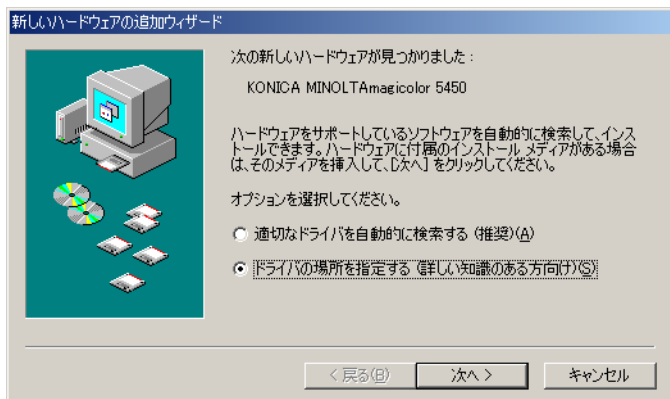 新しいハードウェアの追加ウィザード
次の新しいハードウェアが見つかりました：
KONICA MINOLTAmagicolor 5450
ハードウェアをサポートしているソフトウェアを自動的に検索して、インス
トールできます。ハードウェアに付属のインストール メディアがある場合
は、そのメディアを挿入して、[次へ] をクリックしてください。
オプションを選択してください。
適切なドライバを自動的に検索する (推奨)(A)
ドライバの場所を指定する (詳しい知識のある方向け)(S)
< 戻る(B)
次へ >
キャンセル